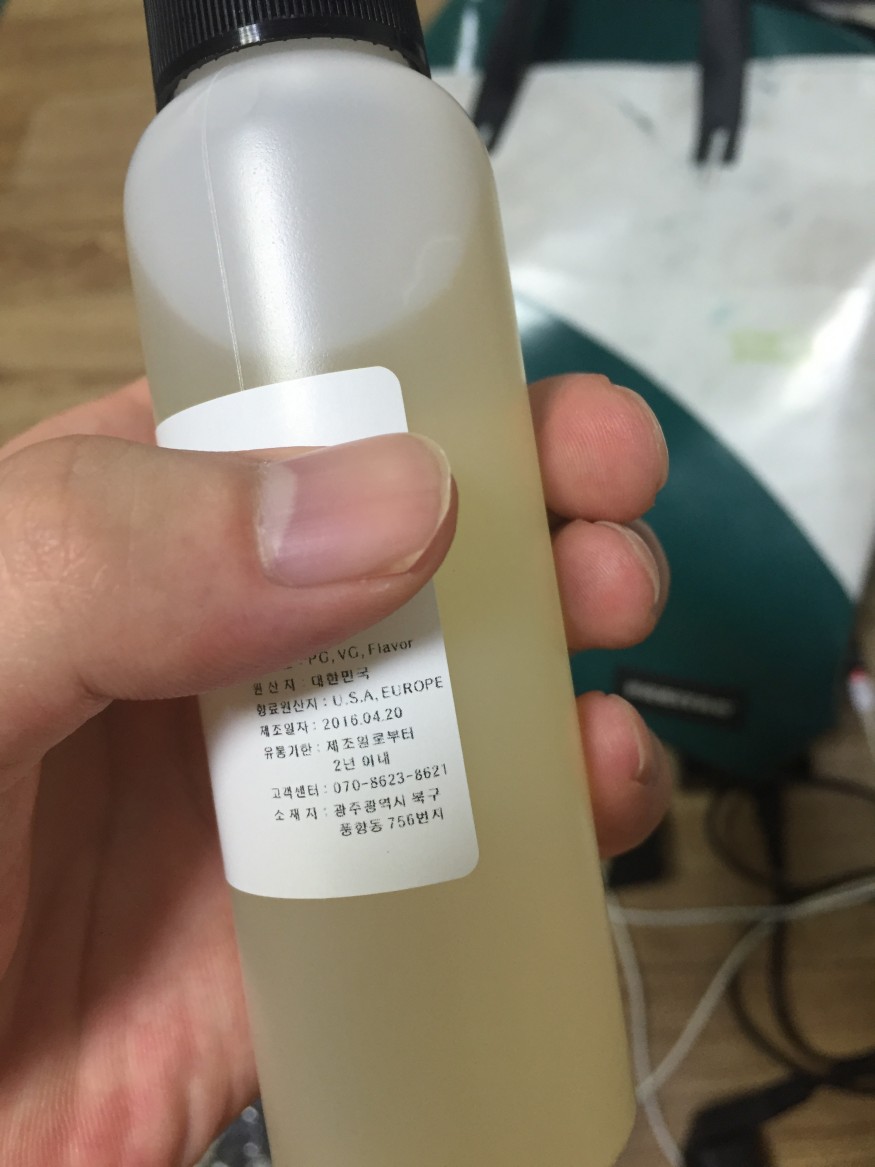 PG, VG, Flavor
원산지 : 대한민국
향료원산지 : U.S.A, EUROPE
제조일자 : 2016.04.20
유통기한 : 제조일로부터
2년 이내
고객센터 : 070-8623-8621
소재지 : 광주광역시 북구
풍향동 756번지